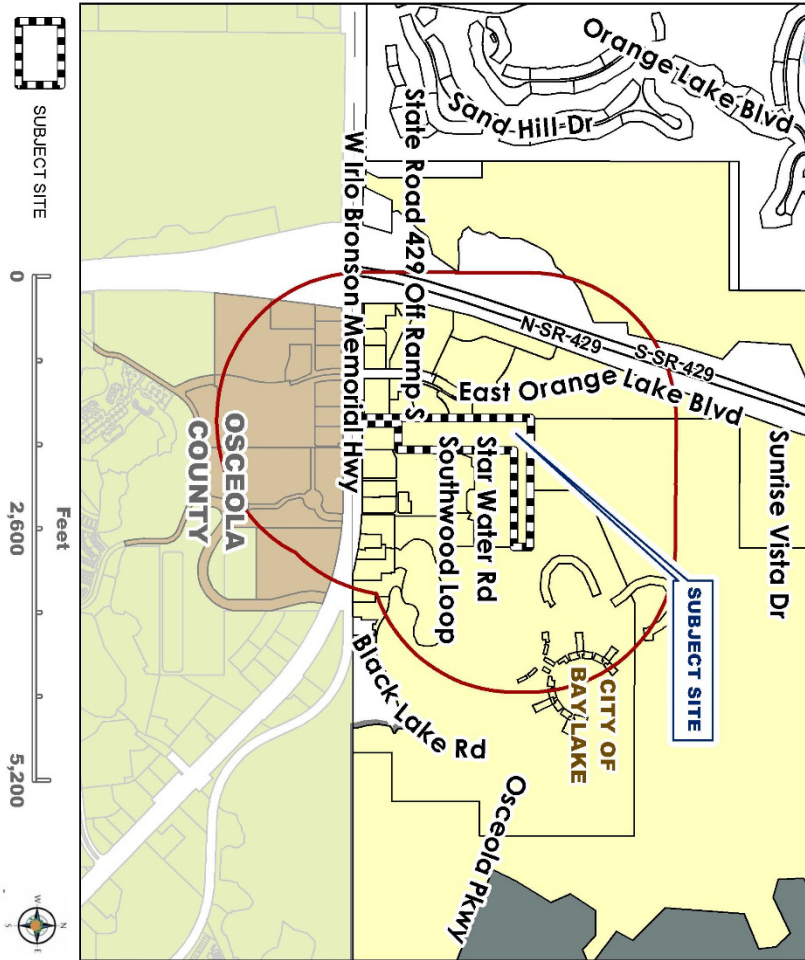 Orange Lake Blvd
Sand Hill Dr
State Road 429 Off Ramp S
W Irlo Bronson Memorial Hwy
N-SR-429
S-SR-429
East Orange Lake Blvd
Sunrise Vista Dr
Star Water Rd
Southwood Loop
SUBJECT SITE
OSCEOLA
COUNTY
CITY OF
BAY LAKE
Black Lake Rd
Osceola Pkwy
SUBJECT SITE
0
2,600
5,200
Feet
N
W
E
S